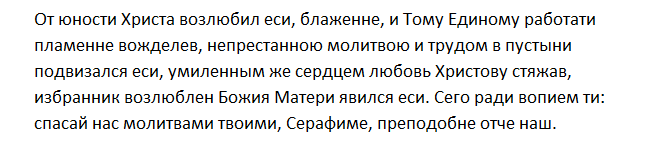 От юности Христа возлюбил еси, блаженне, и Тому Единому работати
пламенне вожделев, непрестанною молитвою и трудом в пустыни
подвизался еси, умиленным же сердцем любовь Христову стяжав,
избранник возлюблен Божия Матери явился еси. Сего ради вопием ти:
спасай нас молитвами твоими, Серафиме, преподобне отче наш.